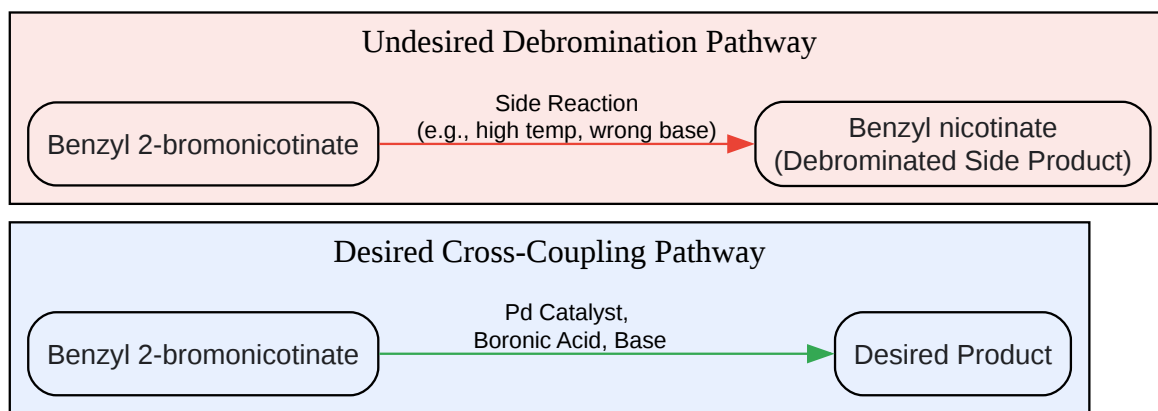 Undesired Debromination Pathway
Benzyl 2-bromonicotinate
Side Reaction
(e.g., high temp, wrong base)
Benzyl nicotinate
(Debrominated Side Product)
Desired Cross-Coupling Pathway
Benzyl 2-bromonicotinate
Pd Catalyst,
Boronic Acid, Base
Desired Product